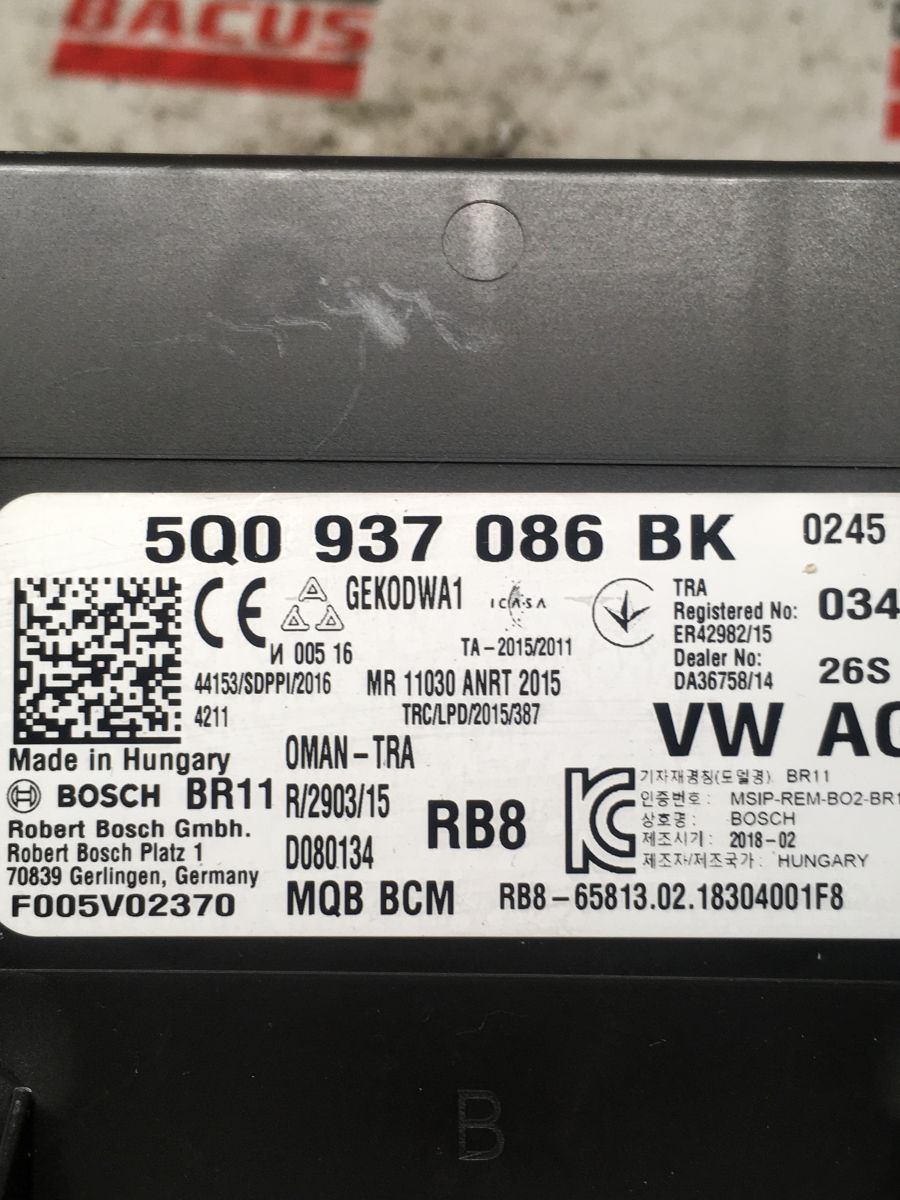 BACUS
5Q0 937 086 BK 0245
GEKODWA1
ICASA
TRA
Registered No: 034
ER42982/15
И 005 16
TA-2015/2011
Dealer No:
DA36758/14
26S
44153/SDPPI/2016
MR 11030 ANRT 2015
4211
TRC/LPD/2015/387
VW AG
Made in Hungary
OMAN-TRA
BOSCH BR11
R/2903/15
RB8
기자재명칭(모델명) BR11
인증번호 : MSIP-REM-BO2-BR1
상호명 : BOSCH
제조시기 : 2018-02
제조자/제조국가 : HUNGARY
Robert Bosch Gmbh.
Robert Bosch Platz 1
70839 Gerlingen, Germany
D080134
F005V02370
MQB BCM
RB8-65813.02.18304001F8
B